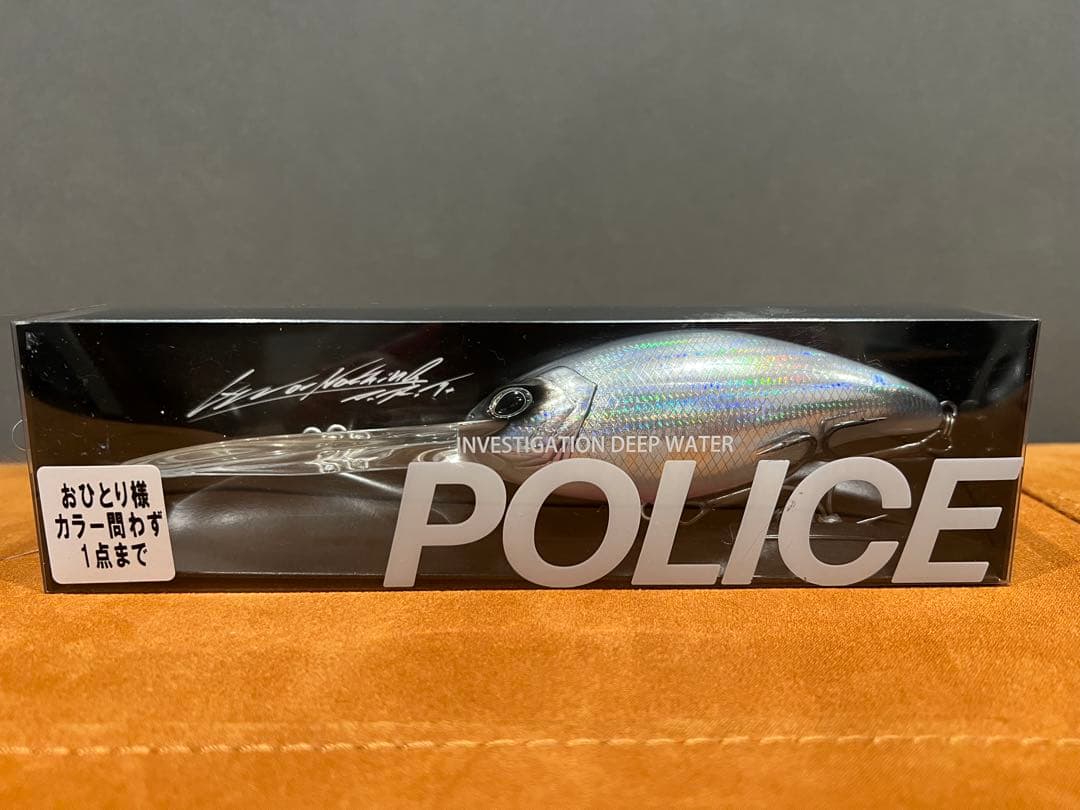 INVESTIGATION DEEP WATER
POLICE
おひとり様
カラー問わず
1点まで